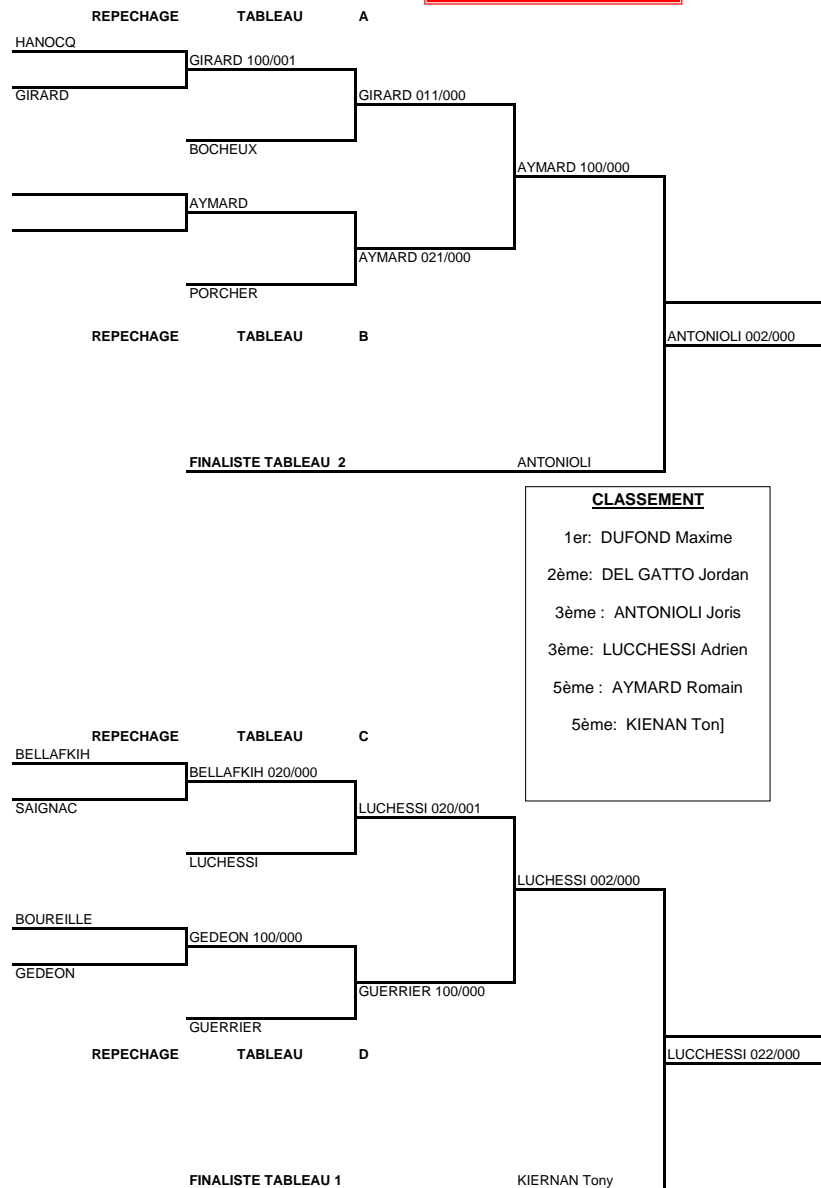 REPECHAGE TABLEAU A
HANOCQ
GIRARD 100/001
GIRARD
GIRARD 011/000
BOCHEUX
AYMARD 100/000
AYMARD
AYMARD 021/000
PORCHER
REPECHAGE TABLEAU B
ANTONIOLI 002/000
FINALISTE TABLEAU 2 ANTONIOLI
CLASSEMENT
1er: DUFOND Maxime
2ème: DEL GATTO Jordan
3ème : ANTONIOLI Joris
3ème: LUCCHESSI Adrien
5ème : AYMARD Romain
5ème: KIENAN Ton]
REPECHAGE TABLEAU C
BELLAFKIH
BELLAFKIH 020/000
SAIGNAC
LUCHESSI 020/001
LUCHESSI
LUCHESSI 002/000
BOUREILLE
GEDEON 100/000
GEDEON
GUERRIER 100/000
GUERRIER
REPECHAGE TABLEAU D
LUCCHESSI 022/000
FINALISTE TABLEAU 1 KIERNAN Tony